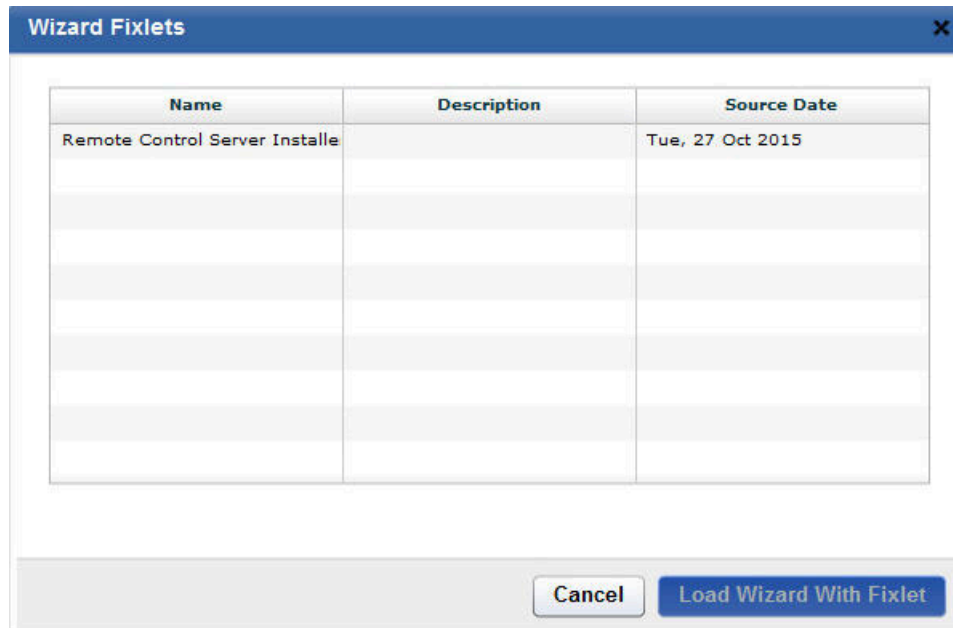 Wizard Fixlets
Name Description Source Date
Remote Control Server Installe Tue, 27 Oct 2015
Cancel Load Wizard With Fixlet